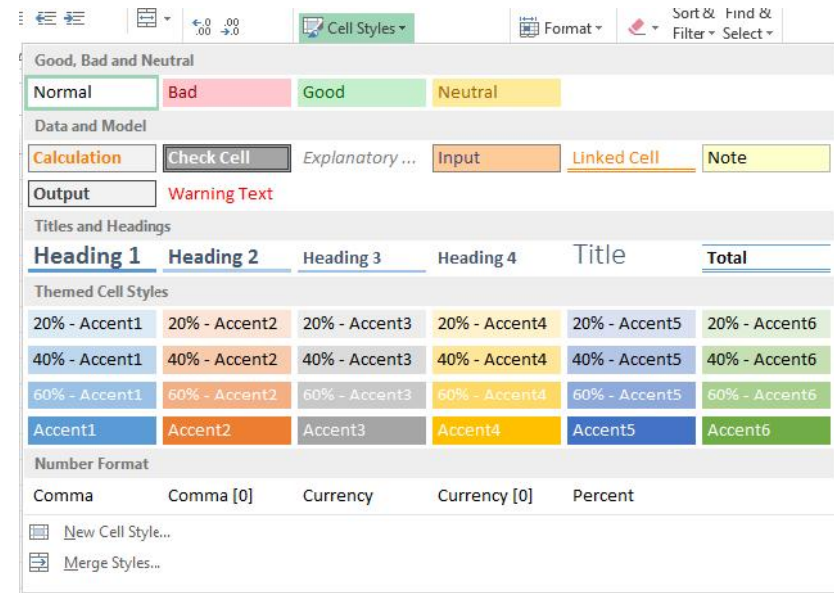 ←.0 .00
.00 →.0
Cell Styles
Format
Sort & Find &
Filter Select
Good, Bad and Neutral
Normal Bad Good Neutral
Data and Model
Calculation Check Cell Explanatory ... Input Linked Cell Note
Output Warning Text
Titles and Headings
Heading 1 Heading 2 Heading 3 Heading 4 Title Total
Themed Cell Styles
20% - Accent1 20% - Accent2 20% - Accent3 20% - Accent4 20% - Accent5 20% - Accent6
40% - Accent1 40% - Accent2 40% - Accent3 40% - Accent4 40% - Accent5 40% - Accent6
60% - Accent1 60% - Accent2 60% - Accent3 60% - Accent4 60% - Accent5 60% - Accent6
Accent1 Accent2 Accent3 Accent4 Accent5 Accent6
Number Format
Comma Comma [0] Currency Currency [0] Percent
New Cell Style...
Merge Styles...